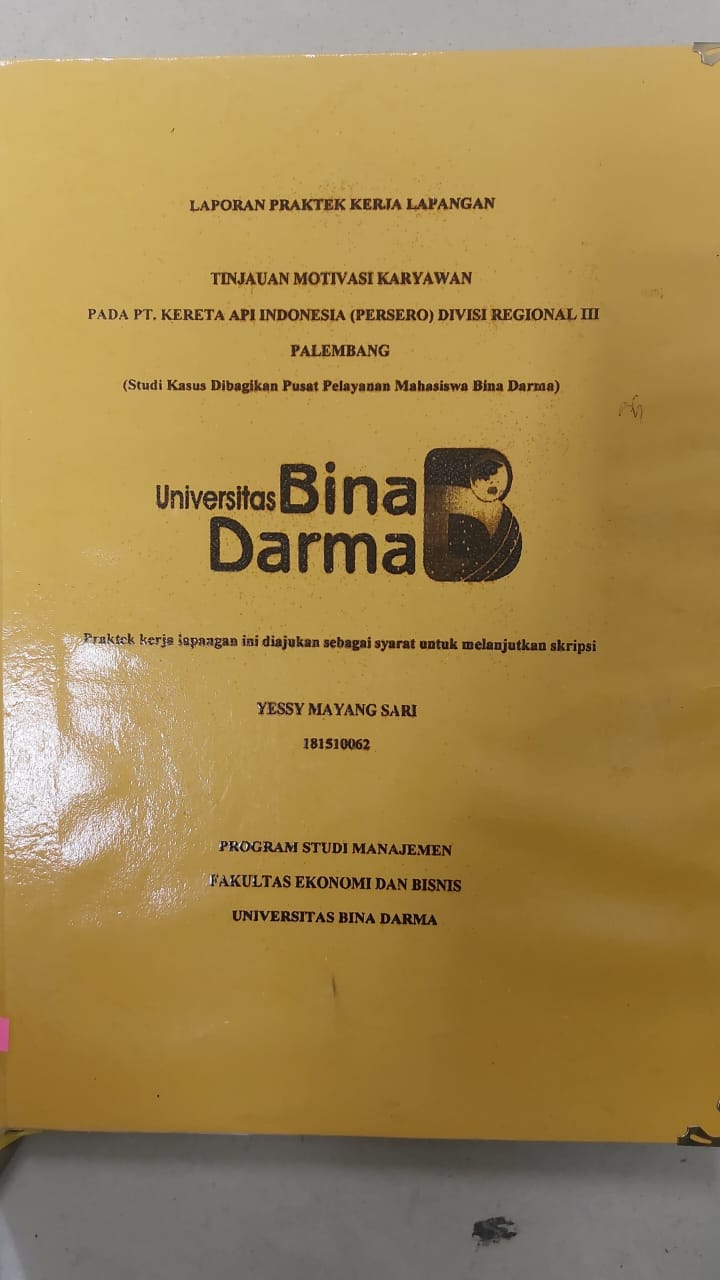 LAPORAN PRAKTEK KERJA LAPANGAN
TINJAUAN MOTIVASI KARYAWAN
PADA PT. KERETA API INDONESIA (PERSERO) DIVISI REGIONAL III
PALEMBANG
(Studi Kasus Dibagikan Pusat Pelayanan Mahasiswa Bina Darma)
Universitas Bina
Darma
Praktek kerja lapangan ini diajukan sebagai syarat untuk melanjutkan skripsi
YESSY MAYANG SARI
181510062
PROGRAM STUDI MANAJEMEN
FAKULTAS EKONOMI DAN BISNIS
UNIVERSITAS BINA DARMA